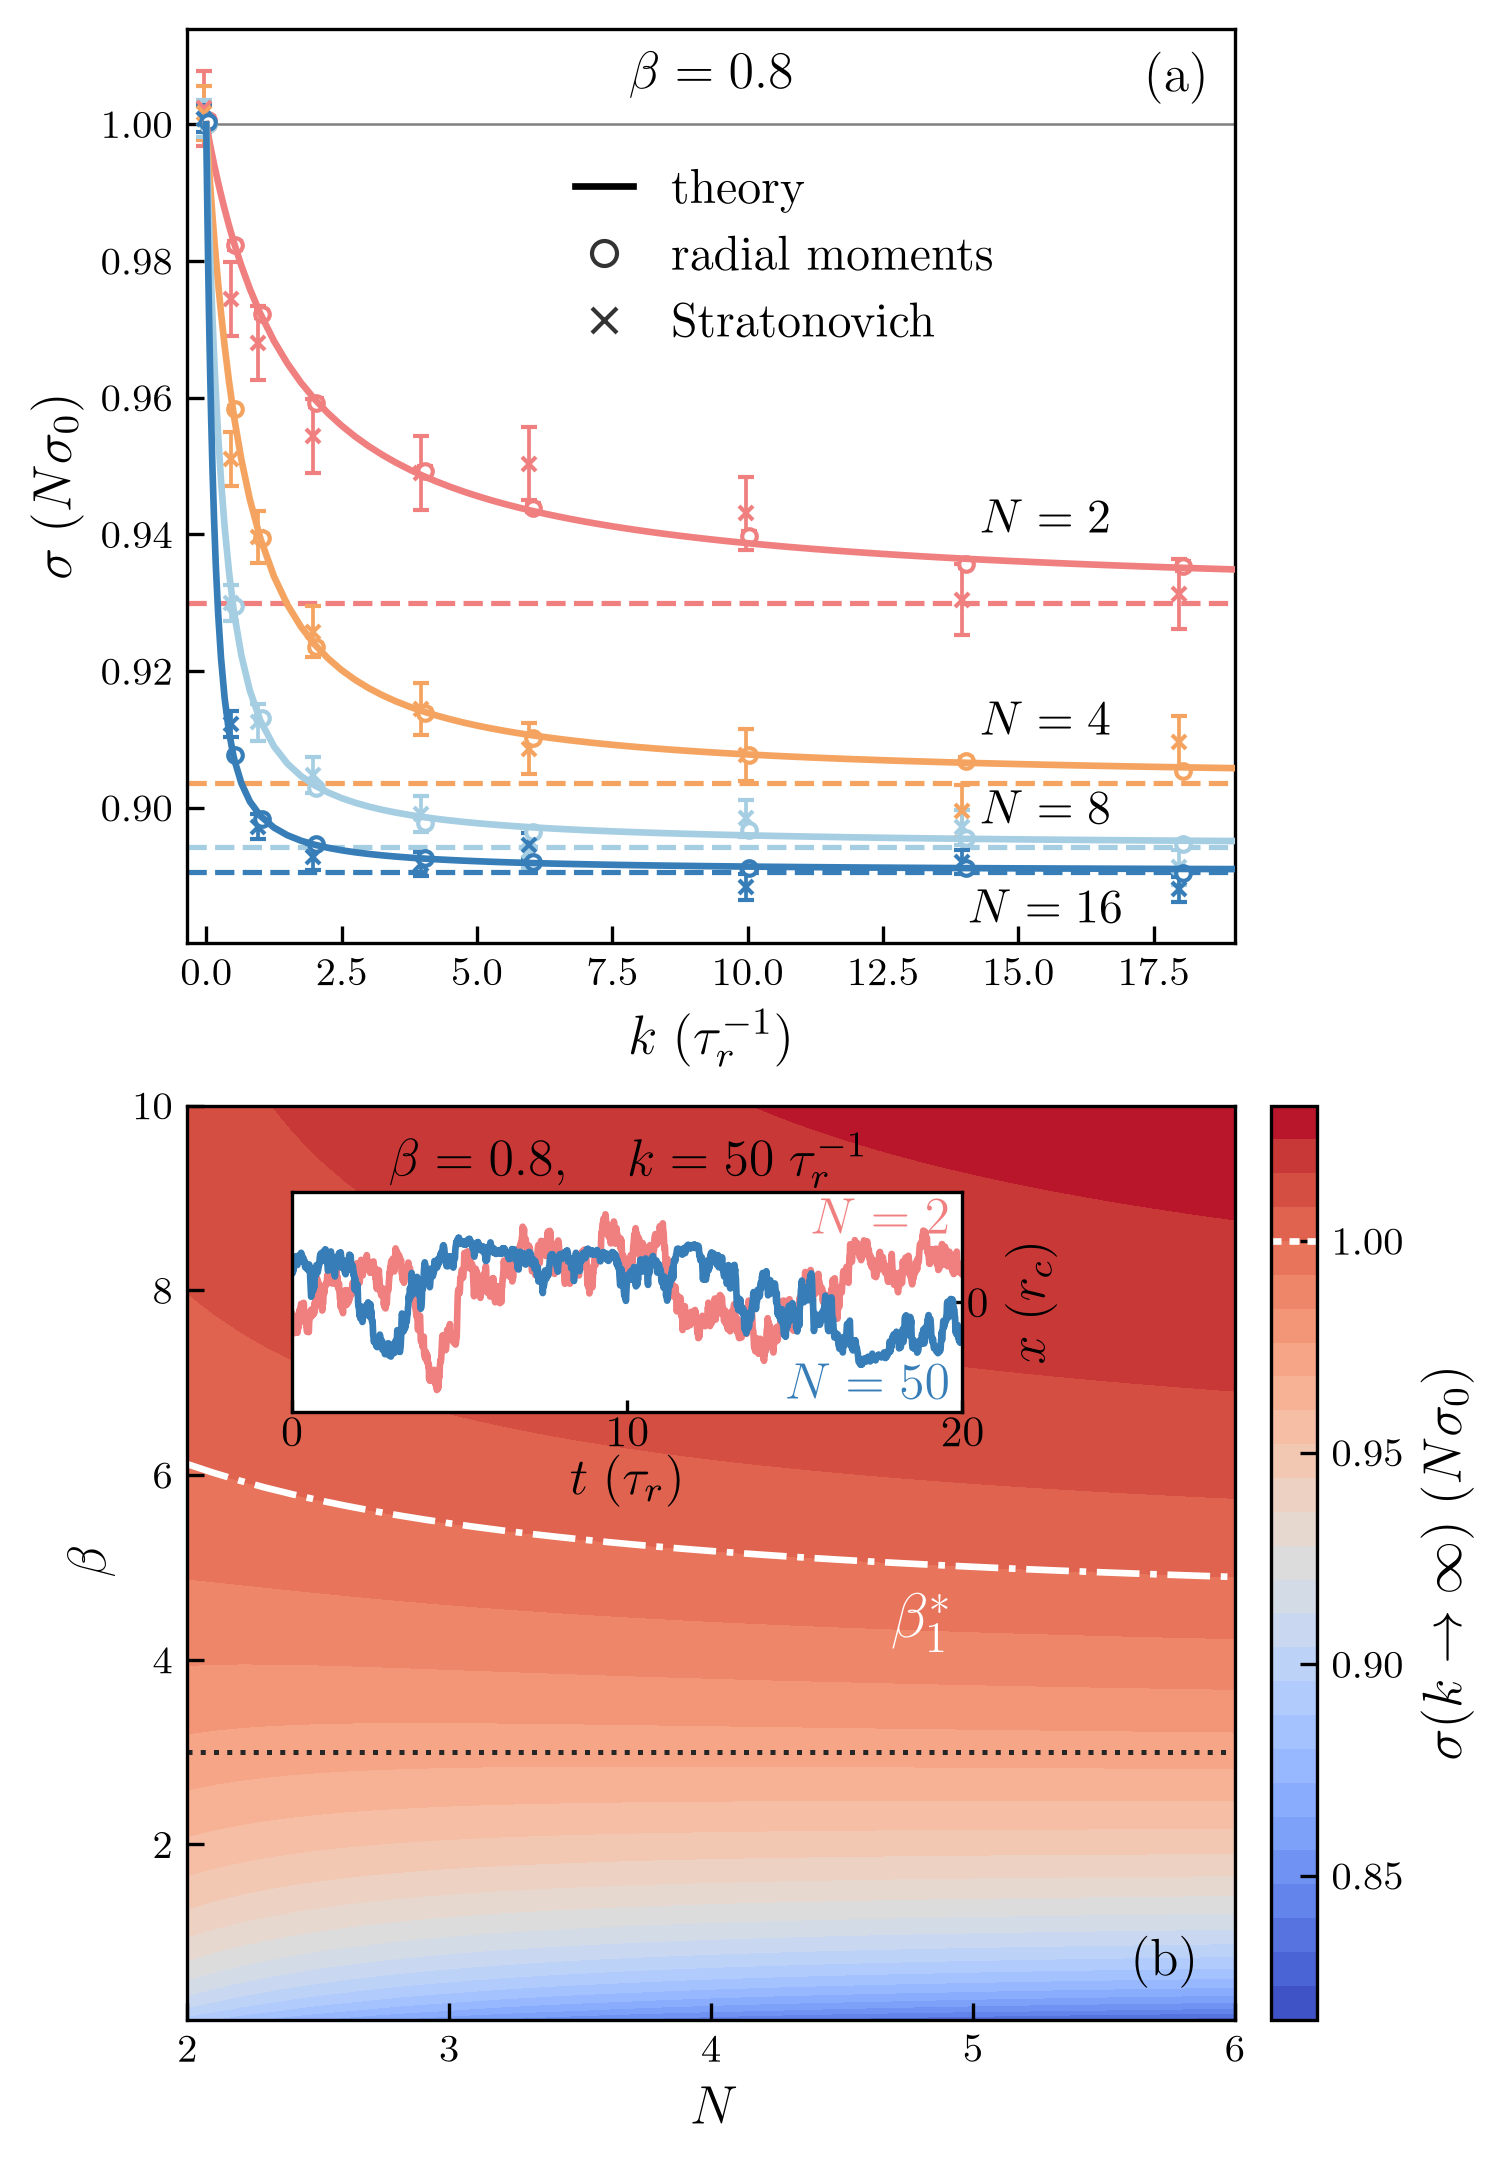 β = 0.8
(a)
1.00
0.98
0.96
0.94
0.92
0.90
σ (Nσ₀)
theory
radial moments
Stratonovich
N = 2
N = 4
N = 8
N = 16
0.0 2.5 5.0 7.5 10.0 12.5 15.0 17.5
k (τᵣ⁻¹)
10
8
6
4
2
β
β = 0.8, k = 50 τᵣ⁻¹
N = 2
N = 50
0
x (r_c)
0 10 20
t (τᵣ)
β₁*
(b)
2 3 4 5 6
N
1.00
0.95
0.90
0.85
σ(k → ∞) (Nσ₀)